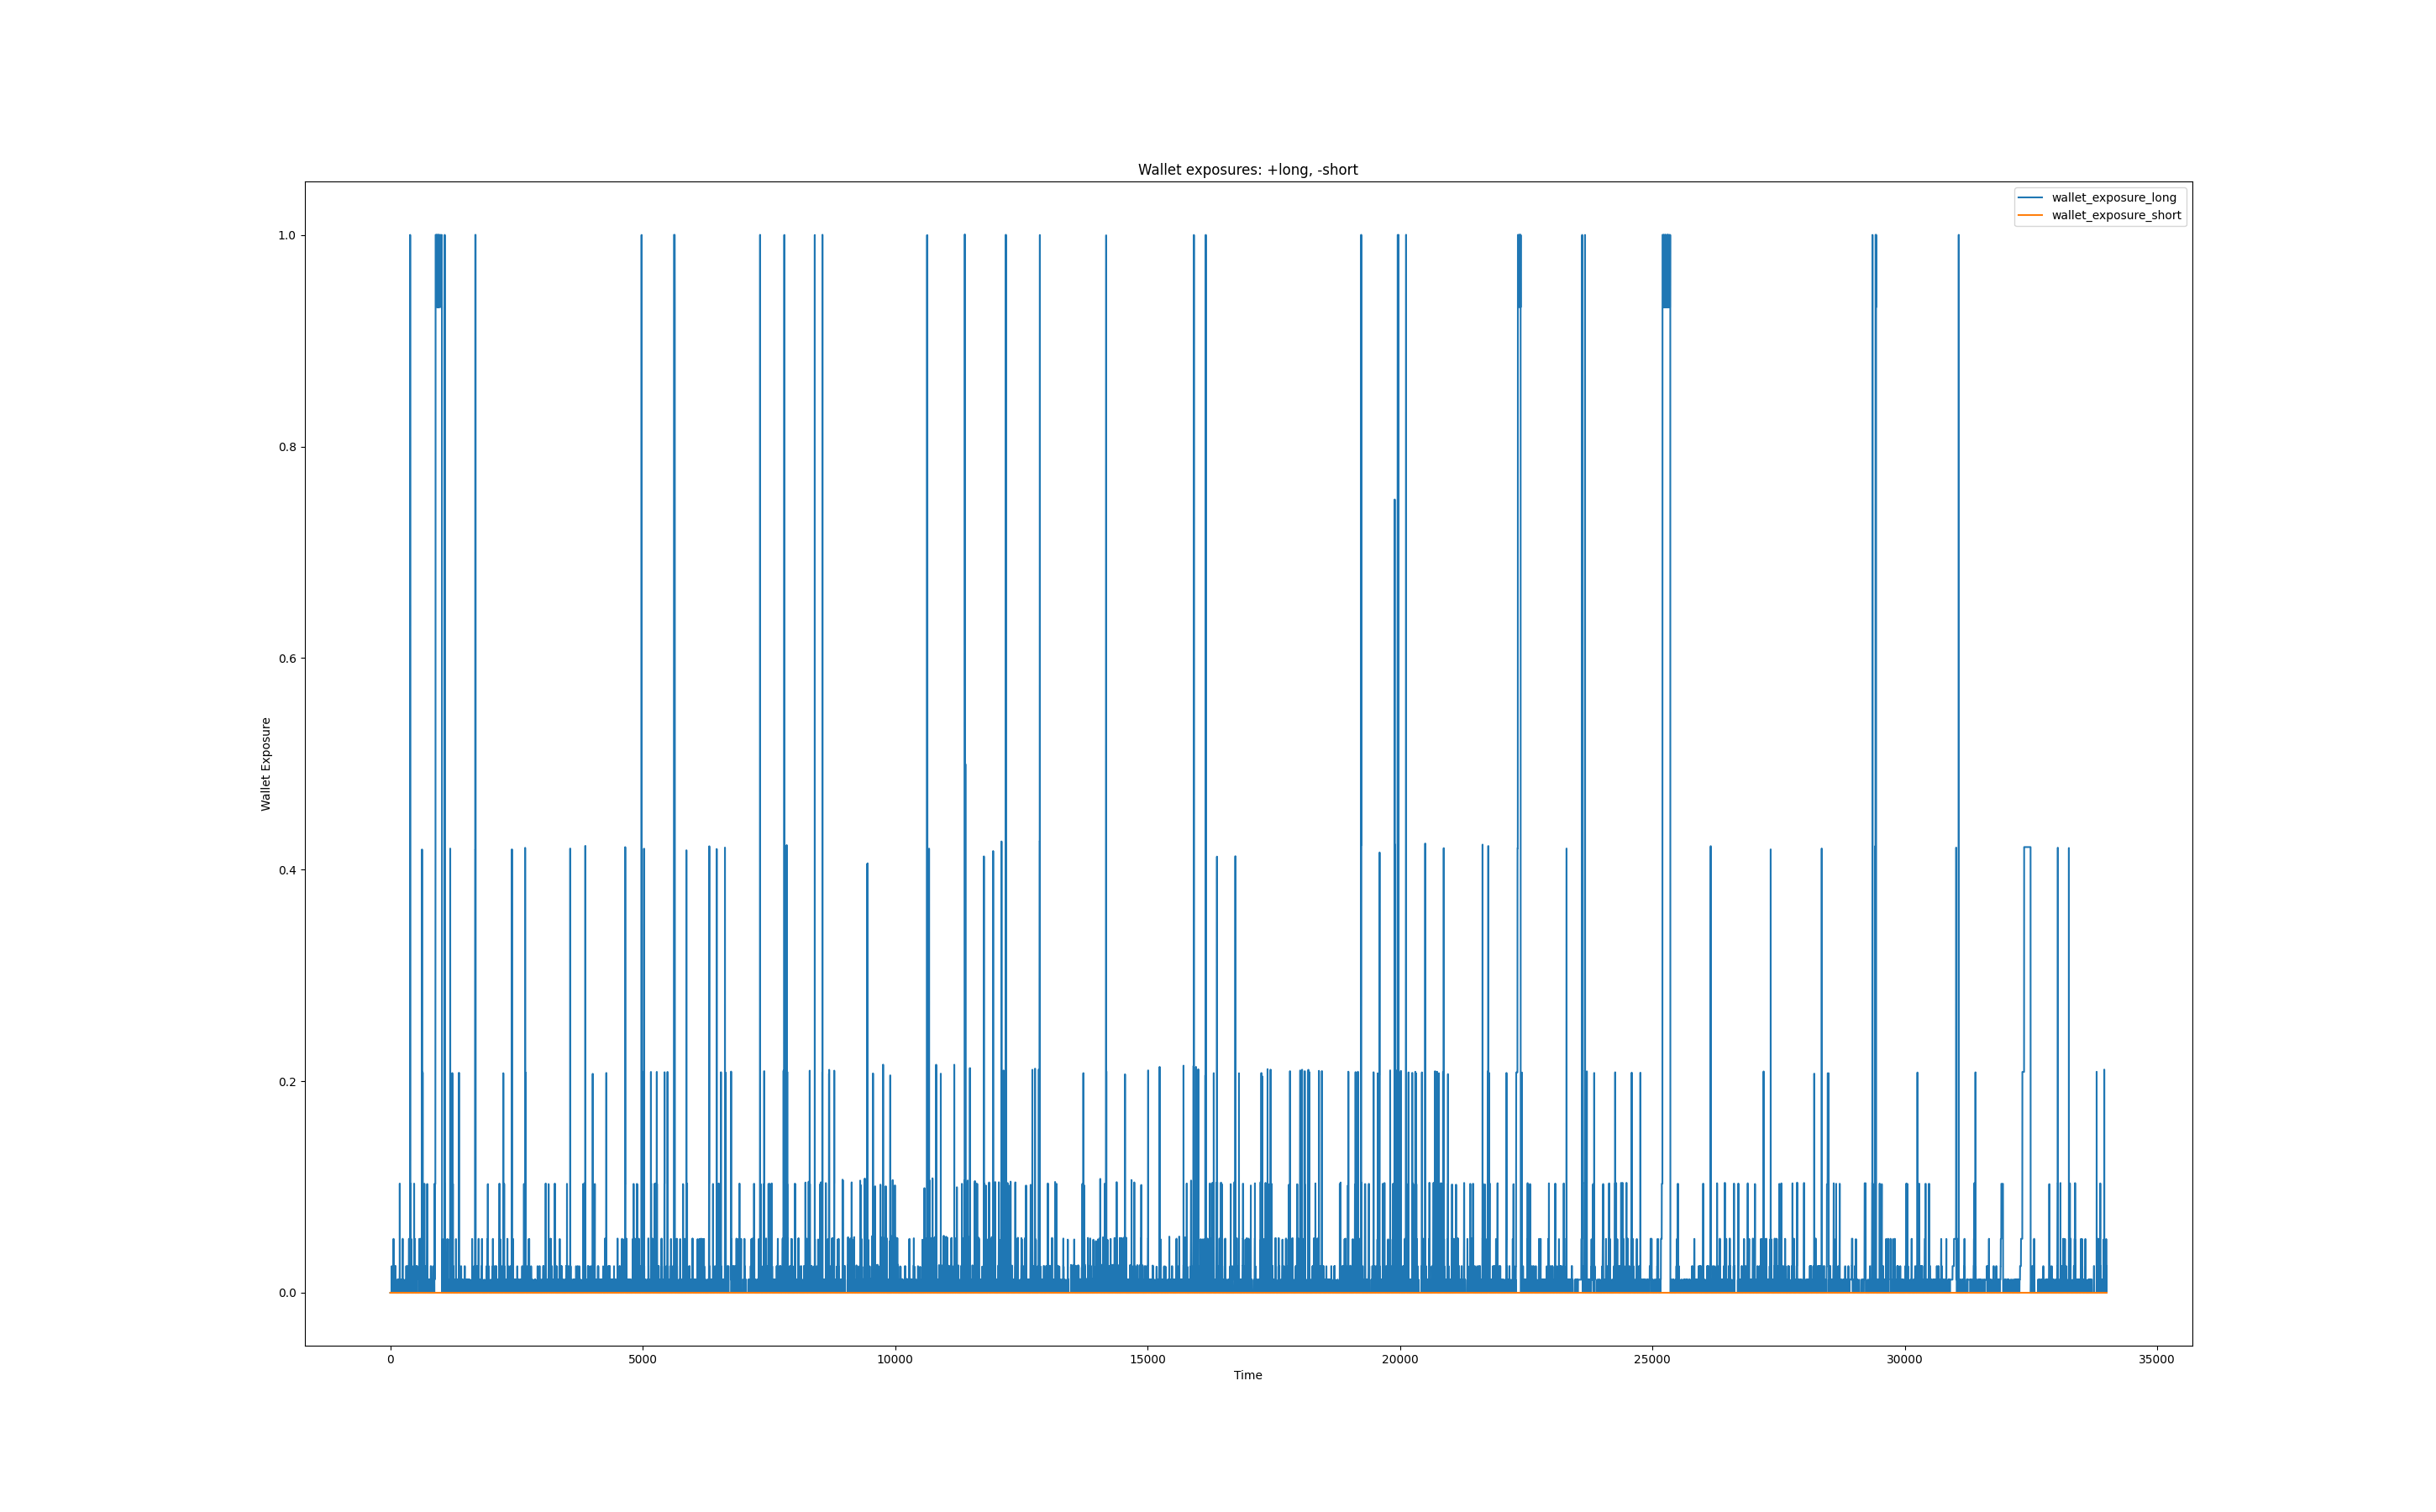 Wallet exposures: +long, -short
wallet_exposure_long
wallet_exposure_short
1.0
0.8
0.6
0.4
0.2
0.0
Wallet Exposure
0 5000 10000 15000 20000 25000 30000 35000
Time